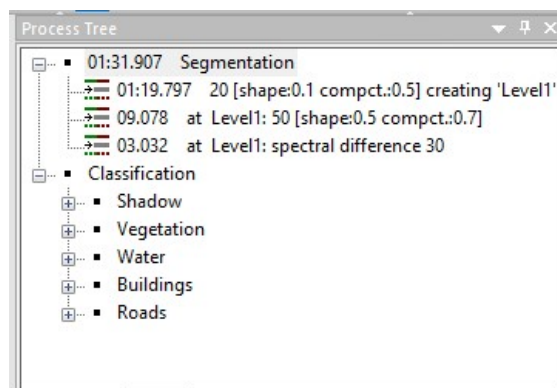 Process Tree
01:31.907 Segmentation
01:19.797 20 [shape:0.1 compct.:0.5] creating 'Level1'
09.078 at Level1: 50 [shape:0.5 compct.:0.7]
03.032 at Level1: spectral difference 30
Classification
Shadow
Vegetation
Water
Buildings
Roads